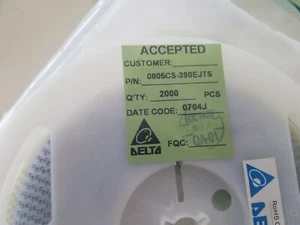 ACCEPTED
CUSTOMER:
P/N: 0805CS-390EJTS
Q'TY: 2000 PCS
DATE CODE: 0704J
DELTA
FQC:
RoHS